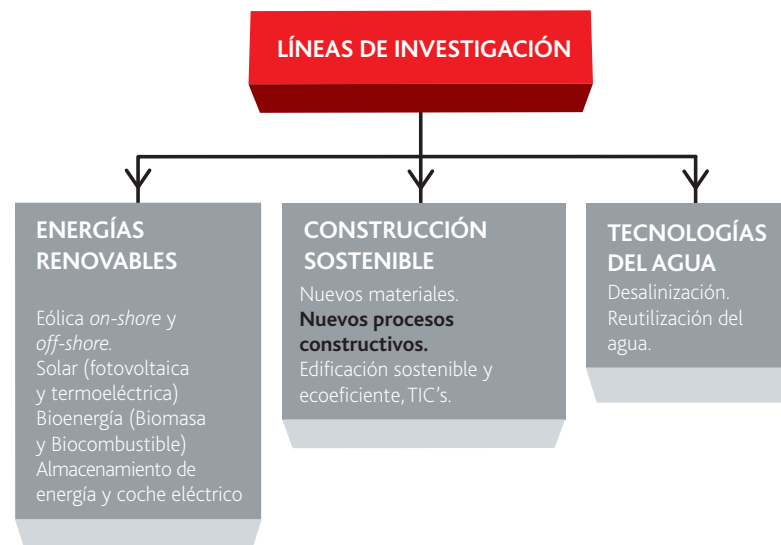 LÍNEAS DE INVESTIGACIÓN
ENERGÍAS
RENOVABLES
Eólica on-shore y
off-shore.
Solar (fotovoltaica
y termoeléctrica)
Bioenergía (Biomasa
y Biocombustible)
Almacenamiento de
energía y coche eléctrico
CONSTRUCCIÓN
SOSTENIBLE
Nuevos materiales.
Nuevos procesos
constructivos.
Edificación sostenible y
ecoeficiente, TIC's.
TECNOLOGÍAS
DEL AGUA
Desalinización.
Reutilización del
agua.